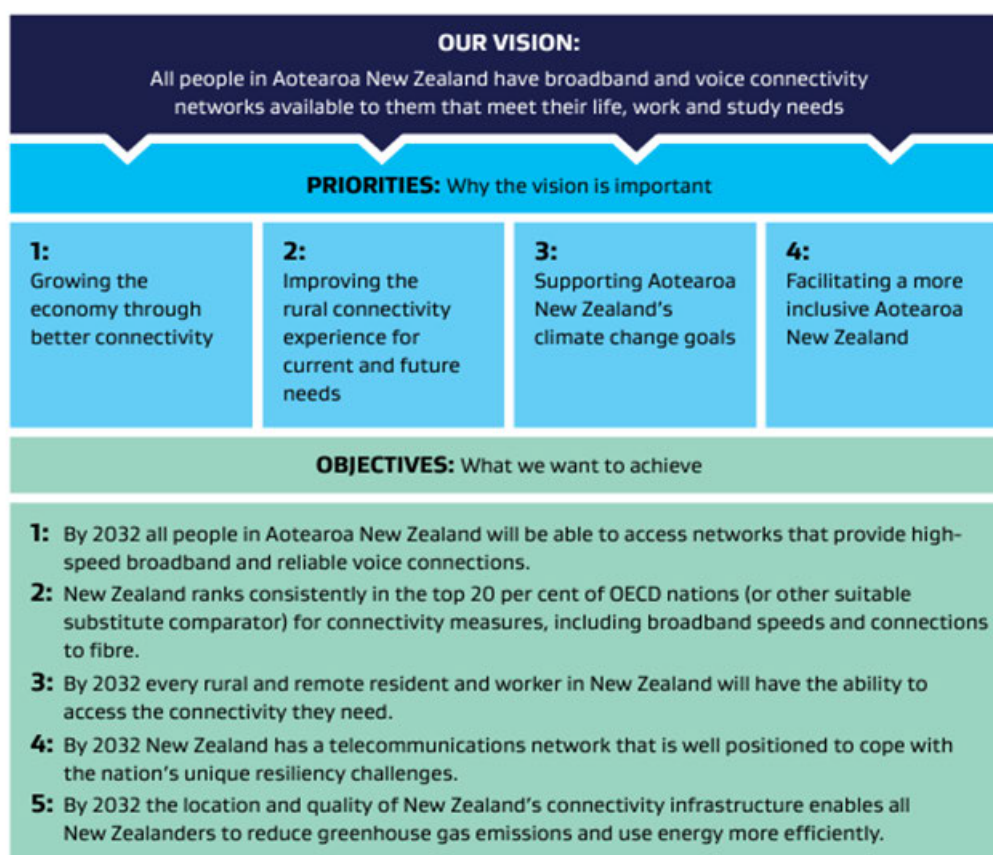 OUR VISION:
All people in Aotearoa New Zealand have broadband and voice connectivity
networks available to them that meet their life, work and study needs
PRIORITIES: Why the vision is important
1:
Growing the
economy through
better connectivity
2:
Improving the
rural connectivity
experience for
current and future
needs
3:
Supporting Aotearoa
New Zealand's
climate change goals
4:
Facilitating a more
inclusive Aotearoa
New Zealand
OBJECTIVES: What we want to achieve
1: By 2032 all people in Aotearoa New Zealand will be able to access networks that provide high-
speed broadband and reliable voice connections.
2: New Zealand ranks consistently in the top 20 per cent of OECD nations (or other suitable
substitute comparator) for connectivity measures, including broadband speeds and connections
to fibre.
3: By 2032 every rural and remote resident and worker in New Zealand will have the ability to
access the connectivity they need.
4: By 2032 New Zealand has a telecommunications network that is well positioned to cope with
the nation's unique resiliency challenges.
5: By 2032 the location and quality of New Zealand's connectivity infrastructure enables all
New Zealanders to reduce greenhouse gas emissions and use energy more efficiently.